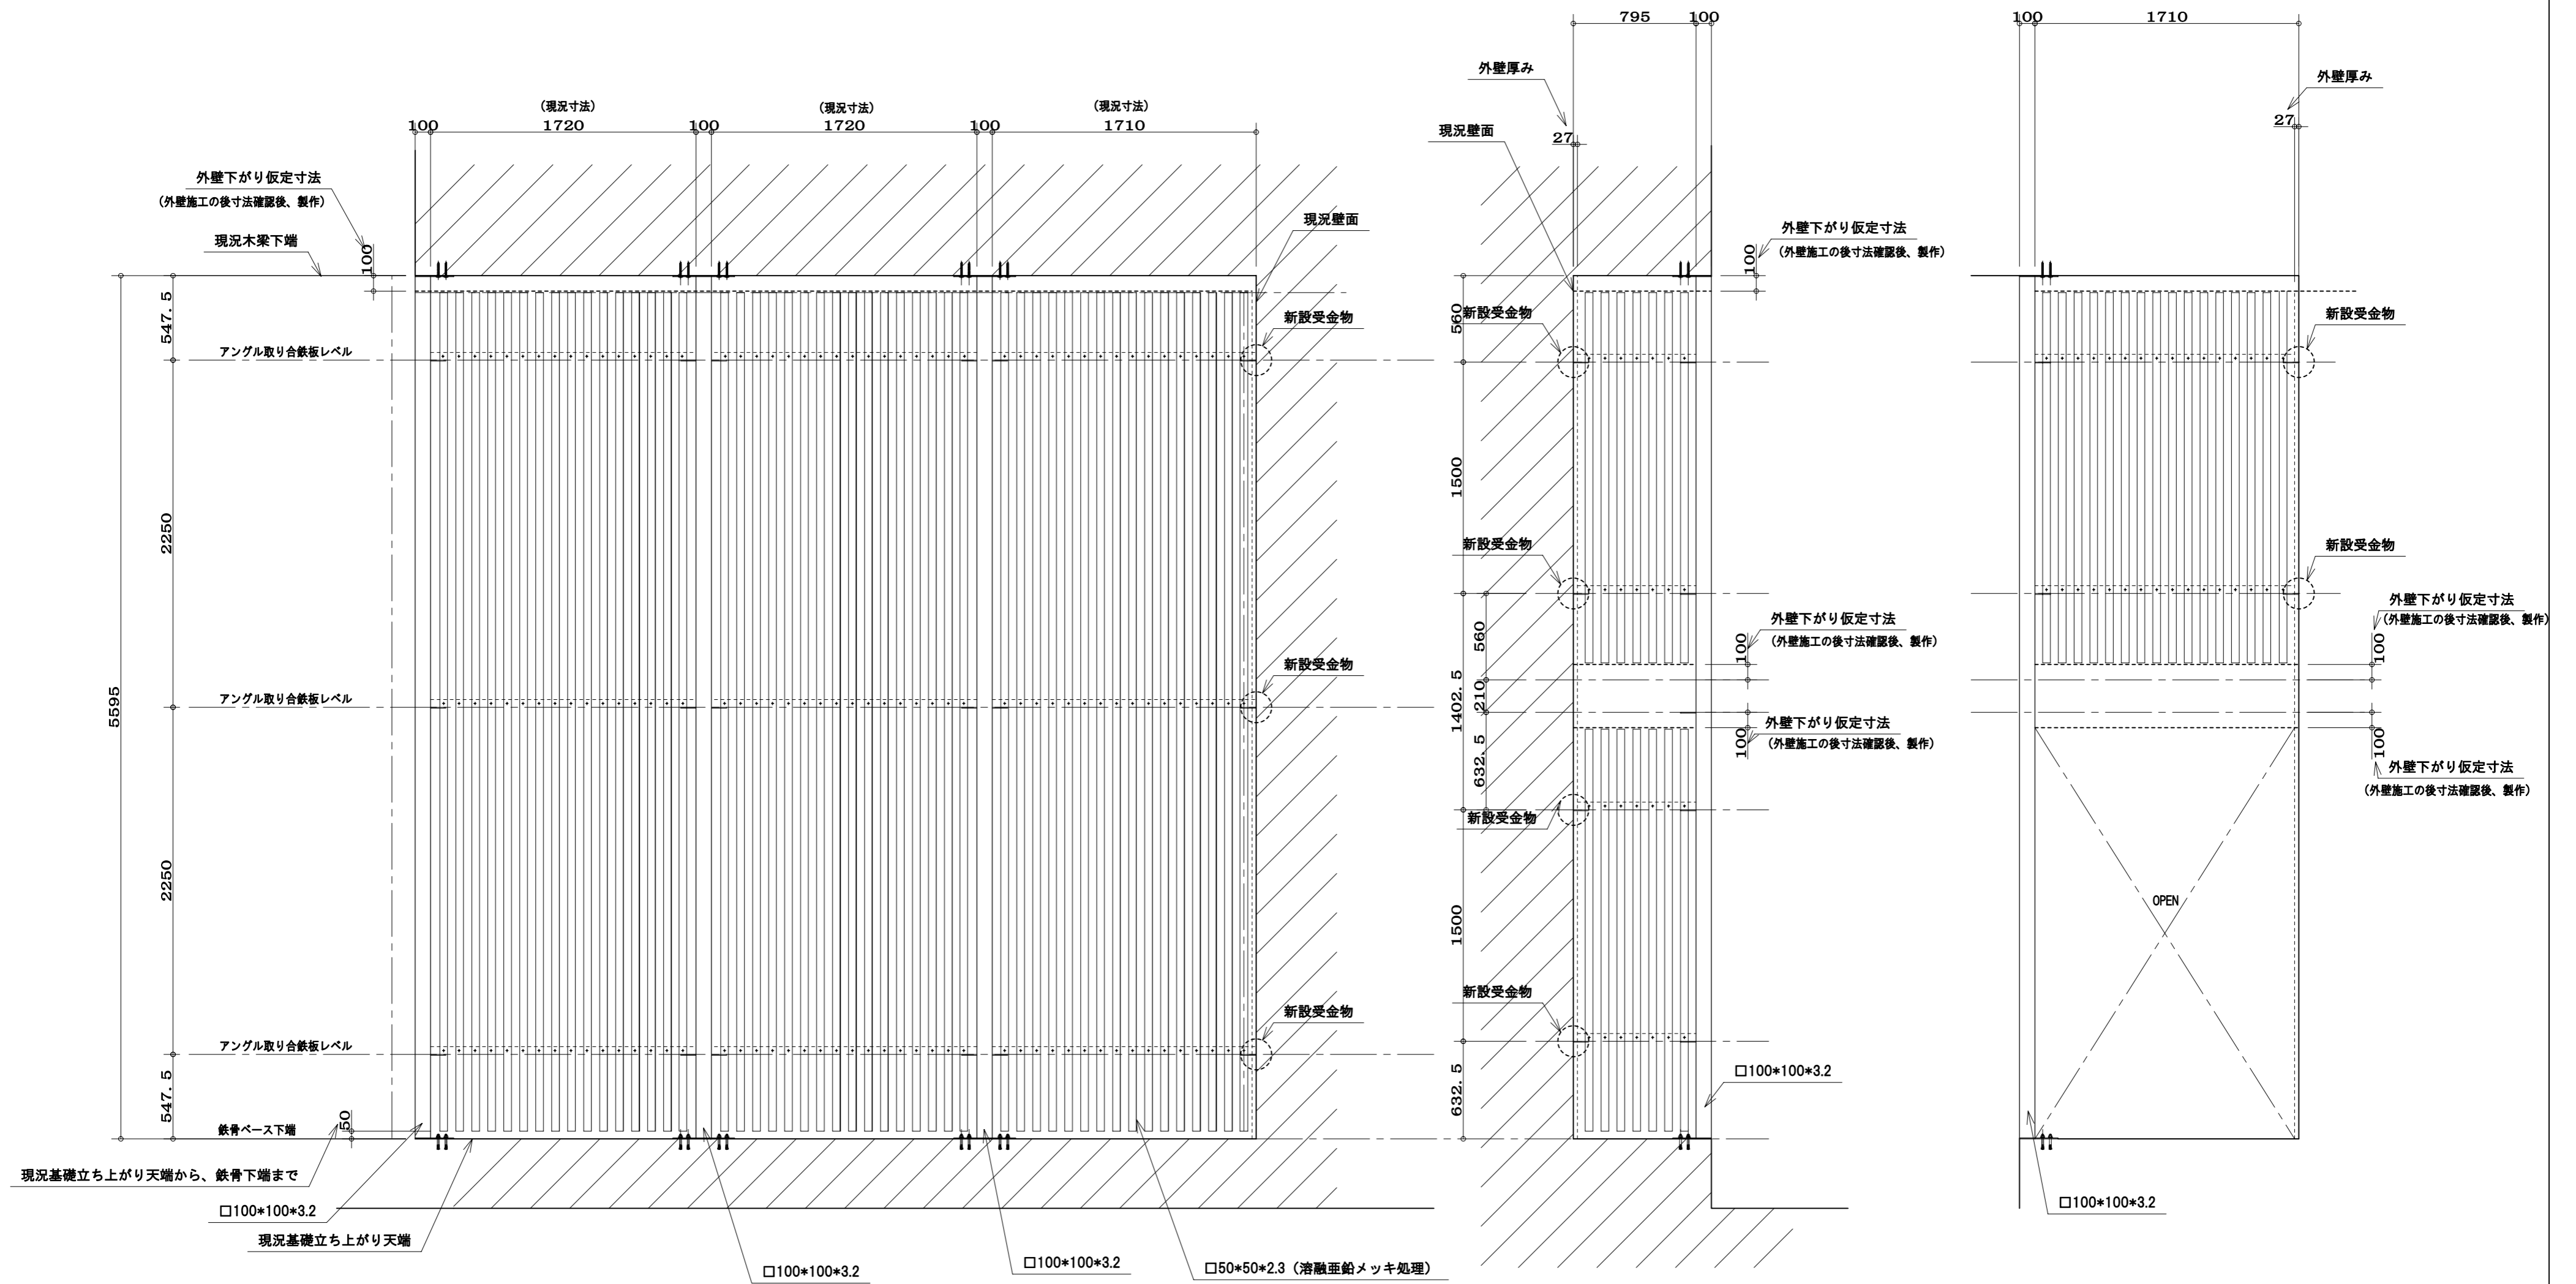 795
100
100
1710
外壁厚み
外壁厚み
(現況寸法)
(現況寸法)
(現況寸法)
100
1720
100
1720
100
1710
27
27
現況壁面
外壁下がり仮定寸法
(外壁施工の後寸法確認後、製作)
現況木梁下端
100
現況壁面
外壁下がり仮定寸法
(外壁施工の後寸法確認後、製作)
100
547.5
新設受金物
560
新設受金物
新設受金物
アングル取り合鉄板レベル
2250
1500
新設受金物
新設受金物
5595
外壁下がり仮定寸法
(外壁施工の後寸法確認後、製作)
100
560
外壁下がり仮定寸法
(外壁施工の後寸法確認後、製作)
100
新設受金物
アングル取り合鉄板レベル
1402.5
210
外壁下がり仮定寸法
(外壁施工の後寸法確認後、製作)
100
632.5
100
外壁下がり仮定寸法
(外壁施工の後寸法確認後、製作)
新設受金物
2250
1500
OPEN
新設受金物
新設受金物
アングル取り合鉄板レベル
547.5
632.5
□100*100*3.2
50
鉄骨ベース下端
現況基礎立ち上がり天端から、鉄骨下端まで
□100*100*3.2
□100*100*3.2
現況基礎立ち上がり天端
□100*100*3.2
□100*100*3.2
□50*50*2.3（溶融亜鉛メッキ処理）